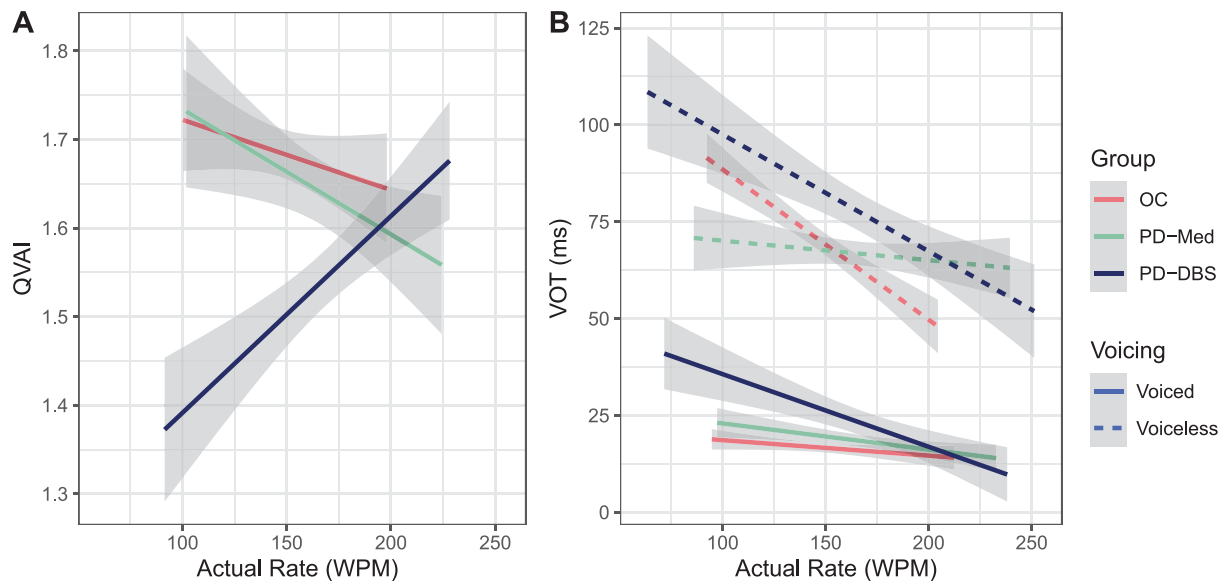 A
B
QVAI
1.8
1.7
1.6
1.5
1.4
1.3
100
150
200
250
Actual Rate (WPM)
VOT (ms)
125
100
75
50
25
0
100
150
200
250
Actual Rate (WPM)
Group
OC
PD−Med
PD−DBS
Voicing
Voiced
Voiceless